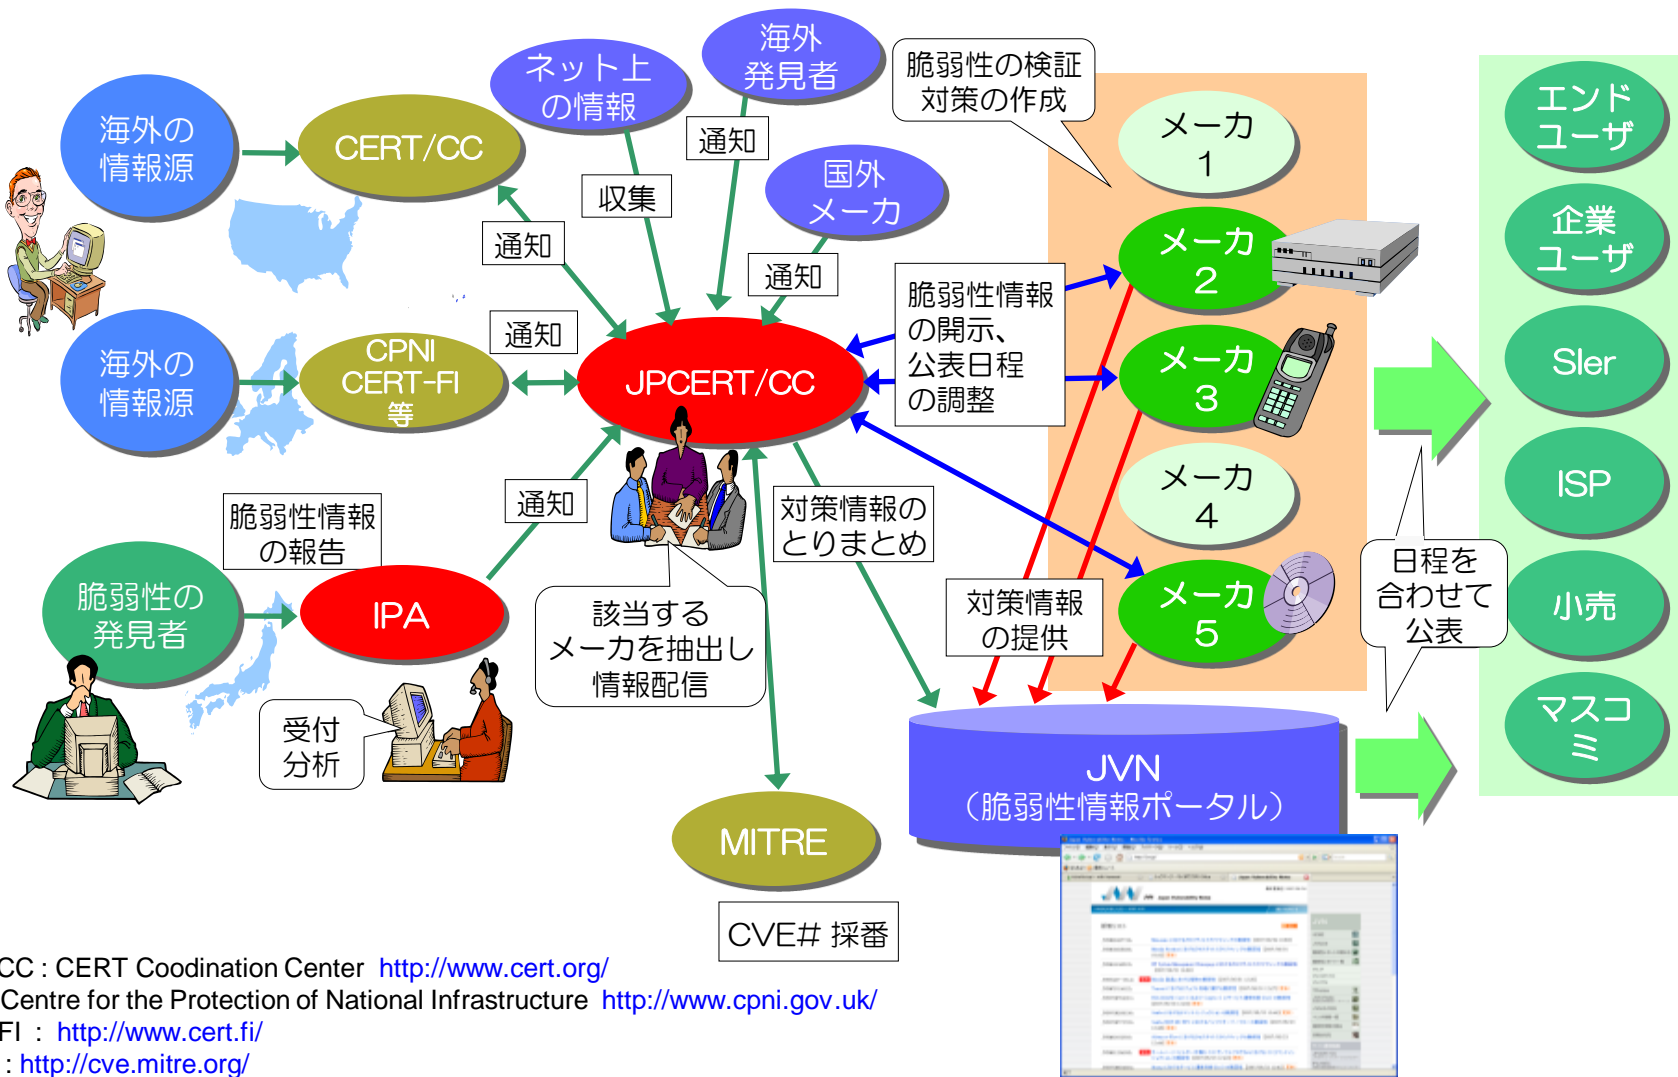 海外の
情報源
CERT/CC
ネット上
の情報
海外
発見者
脆弱性の検証
対策の作成
メーカ
1
エンド
ユーザ
通知
収集
国外
メーカ
通知
通知
メーカ
2
企業
ユーザ
脆弱性情報
の開示、
公表日程
の調整
海外の
情報源
CPNI
CERT-FI
等
通知
JPCERT/CC
メーカ
3
SIer
メーカ
4
ISP
脆弱性情報
の報告
通知
対策情報の
とりまとめ
日程を
合わせて
公表
脆弱性の
発見者
IPA
該当する
メーカを抽出し
情報配信
対策情報
の提供
メーカ
5
小売
受付
分析
マスコ
ミ
JVN
（脆弱性情報ポータル）
MITRE
CVE# 採番
CC : CERT Coodination Center http://www.cert.org/
Centre for the Protection of National Infrastructure http://www.cpni.gov.uk/
FI : http://www.cert.fi/
: http://cve.mitre.org/